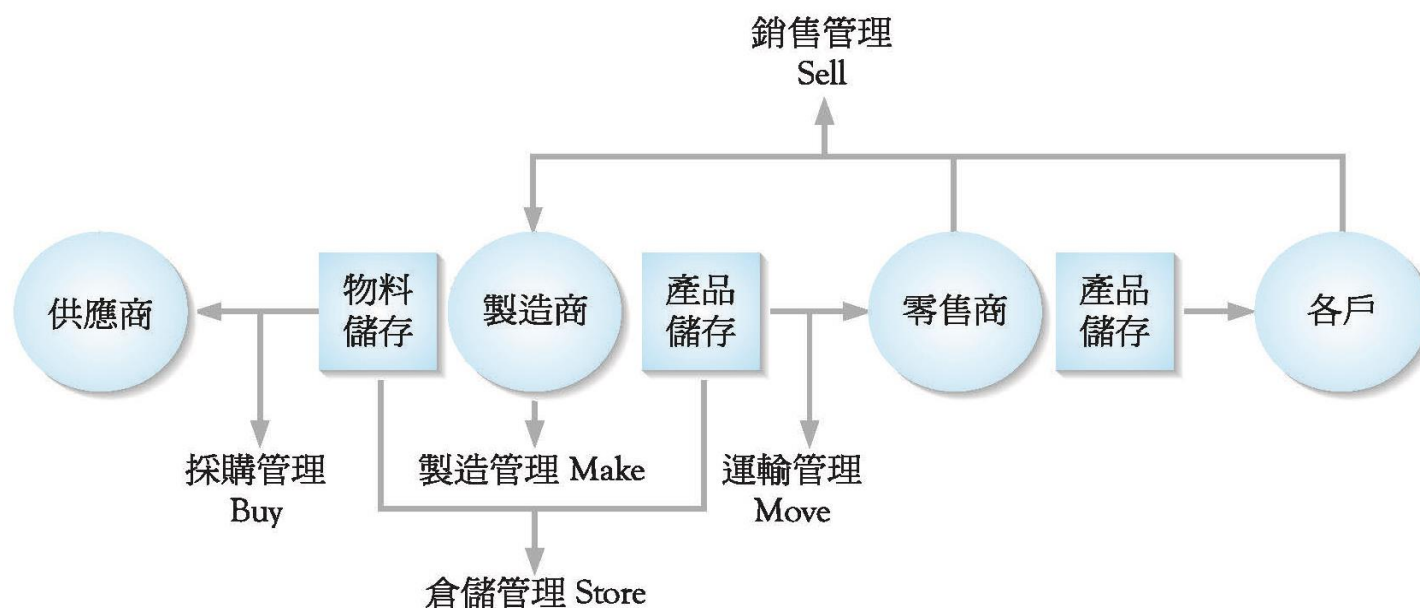 銷售管理
Sell
供應商
物料
儲存
製造商
產品
儲存
零售商
產品
儲存
各戶
採購管理
Buy
製造管理 Make
運輸管理
Move
倉儲管理 Store